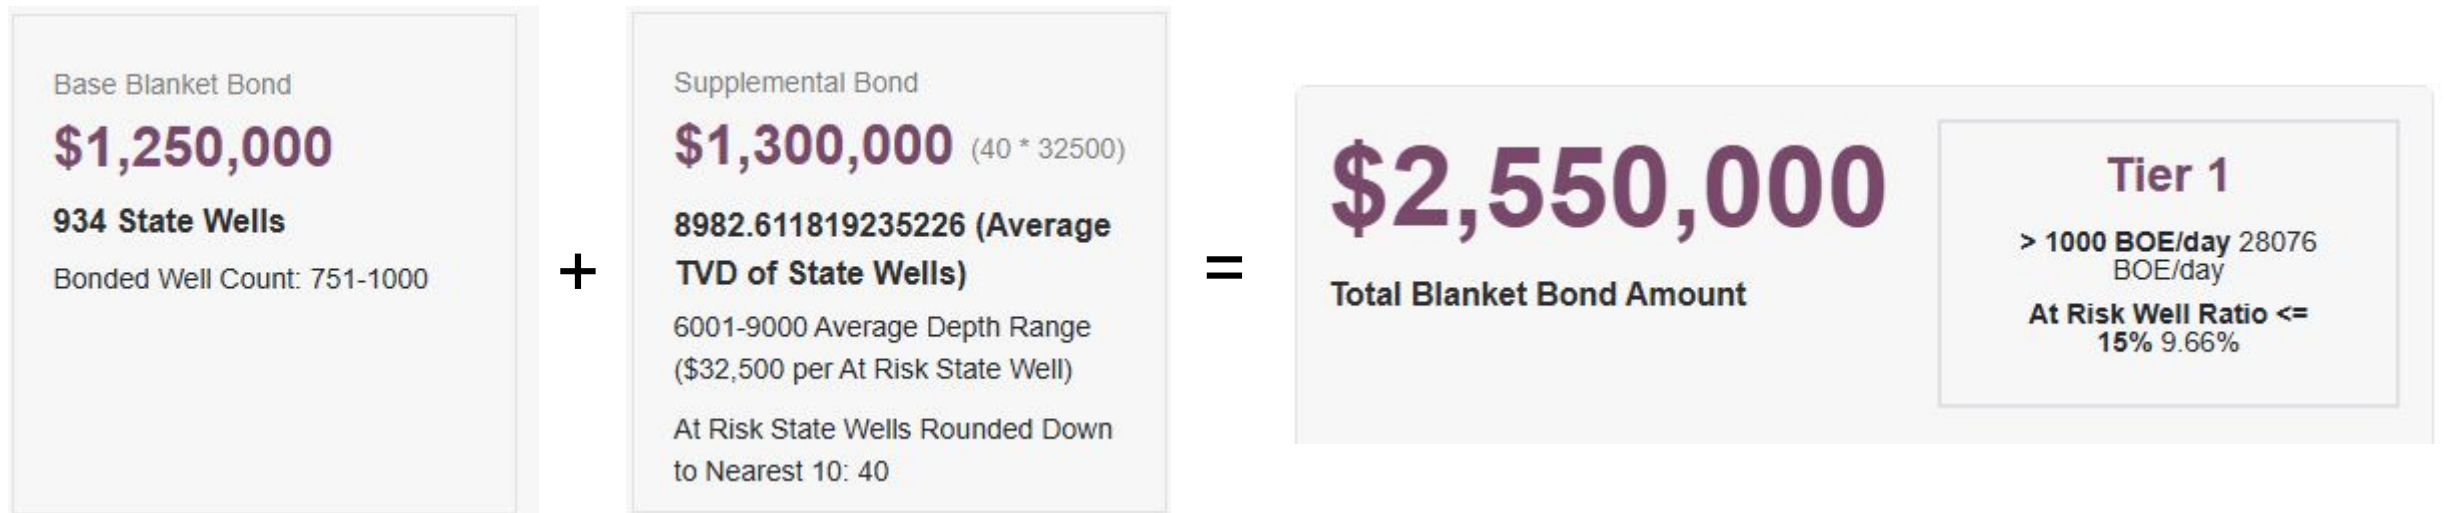 Base Blanket Bond
$1,250,000
934 State Wells
Bonded Well Count: 751-1000
+
Supplemental Bond
$1,300,000 (40 * 32500)
8982.611819235226 (Average
TVD of State Wells)
6001-9000 Average Depth Range
($32,500 per At Risk State Well)
At Risk State Wells Rounded Down
to Nearest 10: 40
=
$2,550,000
Total Blanket Bond Amount
Tier 1
> 1000 BOE/day 28076
BOE/day
At Risk Well Ratio <=
15% 9.66%